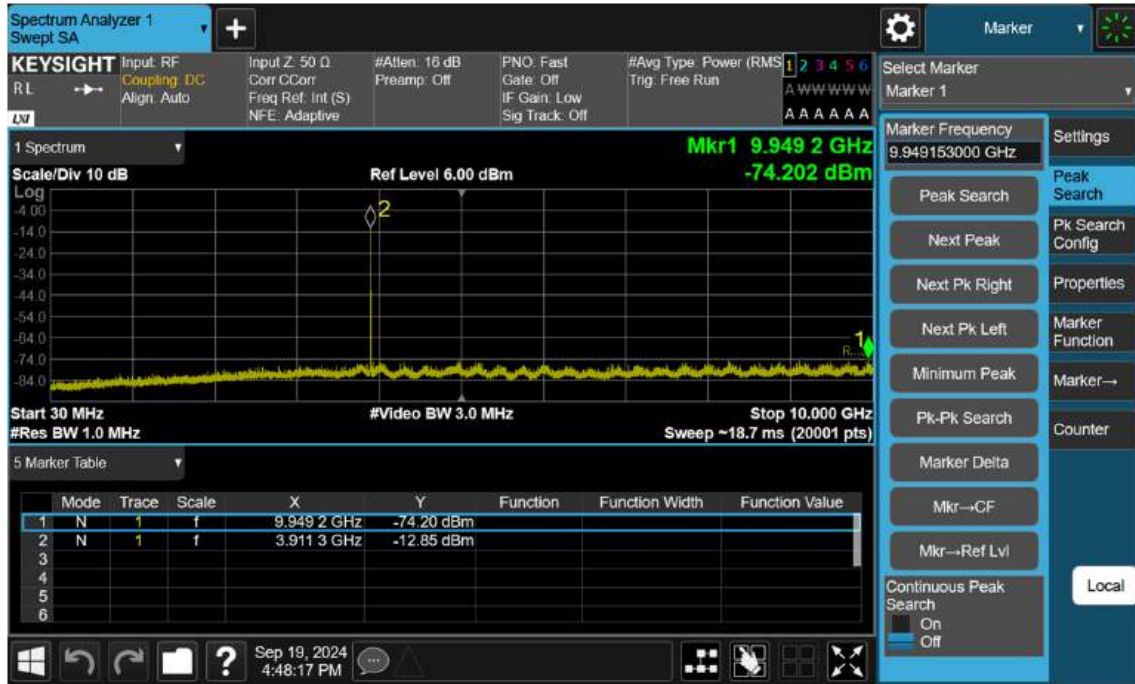 Spectrum Analyzer 1
Swept SA
+
Marker
KEYSIGHT
RL
LXI
Input: RF
Coupling: DC
Align: Auto
Input Z: 50 Ω
Corr CCorr
Freq Ref: Int (S)
NFE: Adaptive
#Atten: 16 dB
Preamp: Off
PNO: Fast
Gate: Off
IF Gain: Low
Sig Track: Off
#Avg Type: Power (RMS
Trig: Free Run
1 2 3 4 5 6
A W W W W W
A A A A A A
Select Marker
Marker 1
1 Spectrum
Mkr1 9.949 2 GHz
-74.202 dBm
Scale/Div 10 dB
Ref Level 6.00 dBm
Log
-4.00
-14.0
-24.0
-34.0
-44.0
-54.0
-64.0
-74.0
-84.0
2
1
Start 30 MHz
#Video BW 3.0 MHz
Stop 10.000 GHz
#Res BW 1.0 MHz
Sweep ~18.7 ms (20001 pts)
5 Marker Table
Mode Trace Scale X Y Function Function Width Function Value
1 N 1 f 9.949 2 GHz -74.20 dBm
2 N 1 f 3.911 3 GHz -12.85 dBm
3
4
5
6
Marker Frequency
9.949153000 GHz
Peak Search
Next Peak
Next Pk Right
Next Pk Left
Minimum Peak
Pk-Pk Search
Marker Delta
Mkr→CF
Mkr→Ref Lvl
Continuous Peak
Search
On
Off
Settings
Peak
Search
Pk Search
Config
Properties
Marker
Function
Marker→
Counter
Local
?
Sep 19, 2024
4:48:17 PM